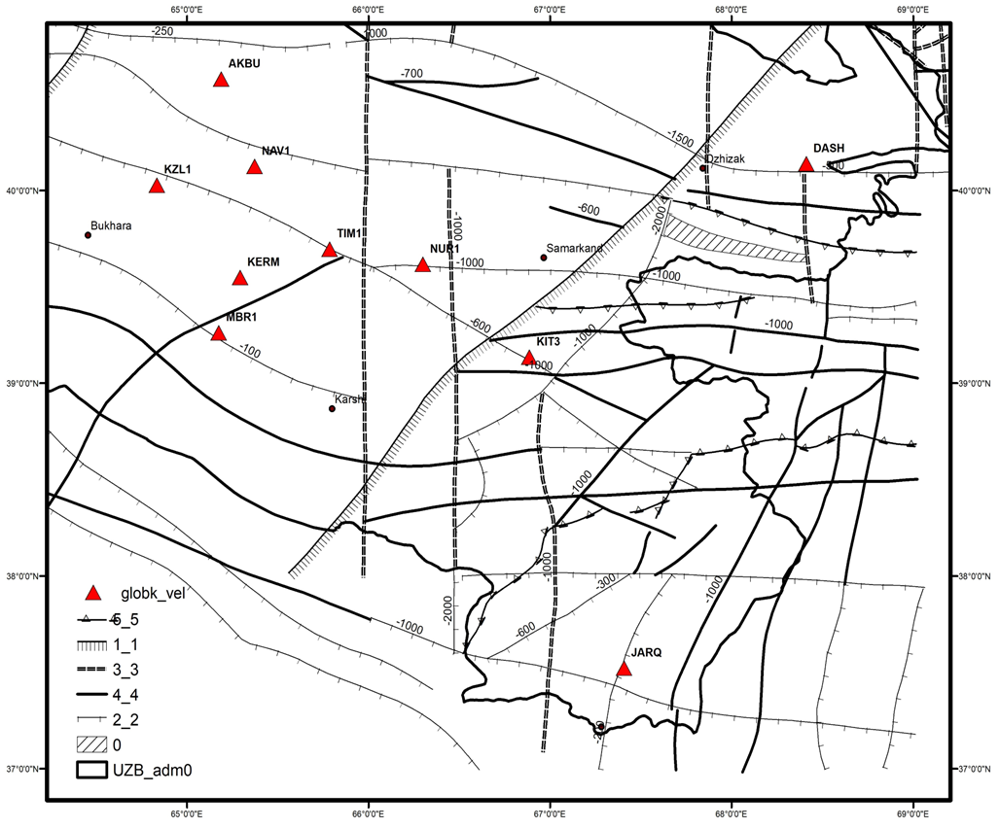 65°0'0"E
66°0'0"E
67°0'0"E
68°0'0"E
69°0'0"E
-250
AKBU
-700
-1500
NAV1
Dzhizak
DASH
-300
KZL1
40°0'0"N
40°0'0"N
-600
-2000
Bukhara
TIM1
-1000
NUR1
Samarkand
-1000
KERM
-1000
MBR1
-600
-1000
-100
KIT3
-1000
-1000
39°0'0"N
39°0'0"N
Karshi
-1000
-1000
38°0'0"N
38°0'0"N
-300
-1000
globk_vel
-2000
5_5
-1000
-600
1_1
JARQ
3_3
4_4
2_2
0
UZB_adm0
37°0'0"N
37°0'0"N
65°0'0"E
66°0'0"E
67°0'0"E
68°0'0"E
69°0'0"E